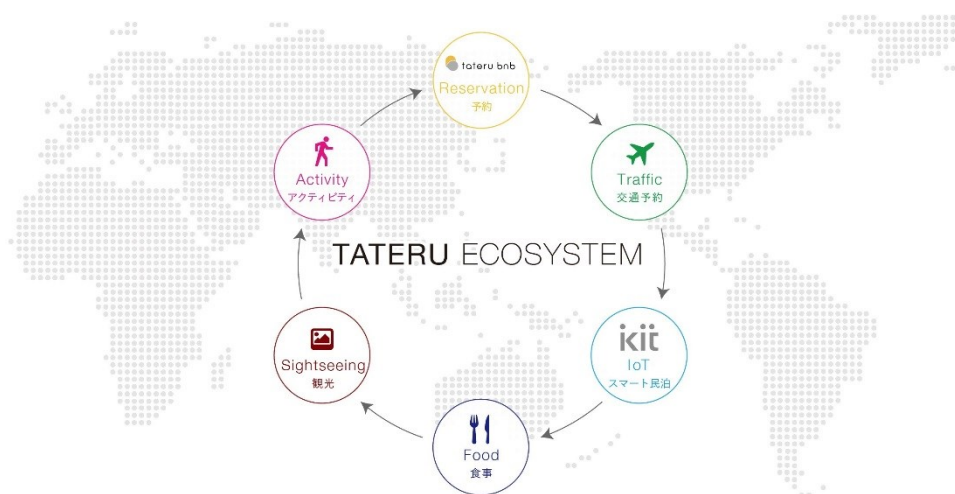 tateru bnb
Reservation
予約
Traffic
交通予約
ikit
IoT
スマート民泊
Food
食事
Sightseeing
観光
Activity
アクティビティ
TATERU ECOSYSTEM